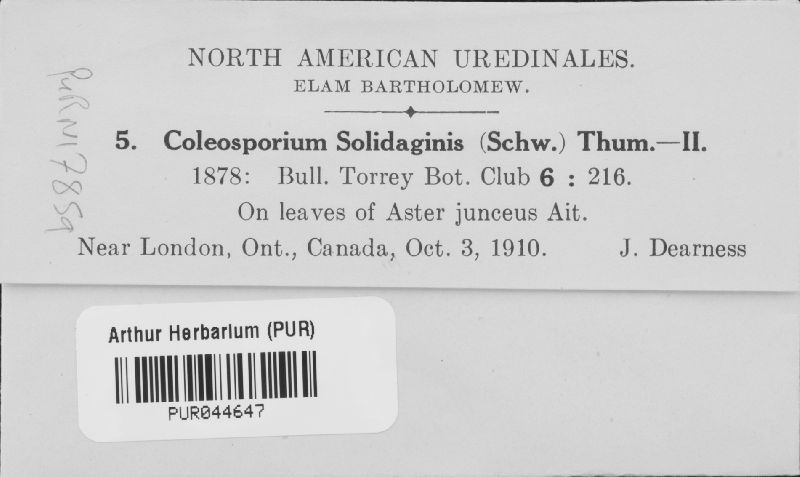 NORTH AMERICAN UREDINALES.
ELAM BARTHOLOMEW.
5. Coleosporium Solidaginis (Schw.) Thum.—II.
1878: Bull. Torrey Bot. Club 6 : 216.
On leaves of Aster junceus Ait.
Near London, Ont., Canada, Oct. 3, 1910. J. Dearness
PURN17859
Arthur Herbarium (PUR)
PUR044647